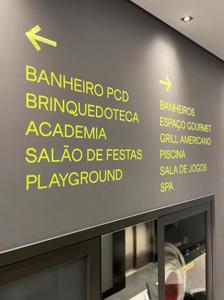 BANHEIRO PCD
BRINQUEDOTECA
ACADEMIA
SALÃO DE FESTAS
PLAYGROUND
BANHEIROS
ESPAÇO GOURMET
GRILL AMERICANO
PISCINA
SALA DE JOGOS
SPA